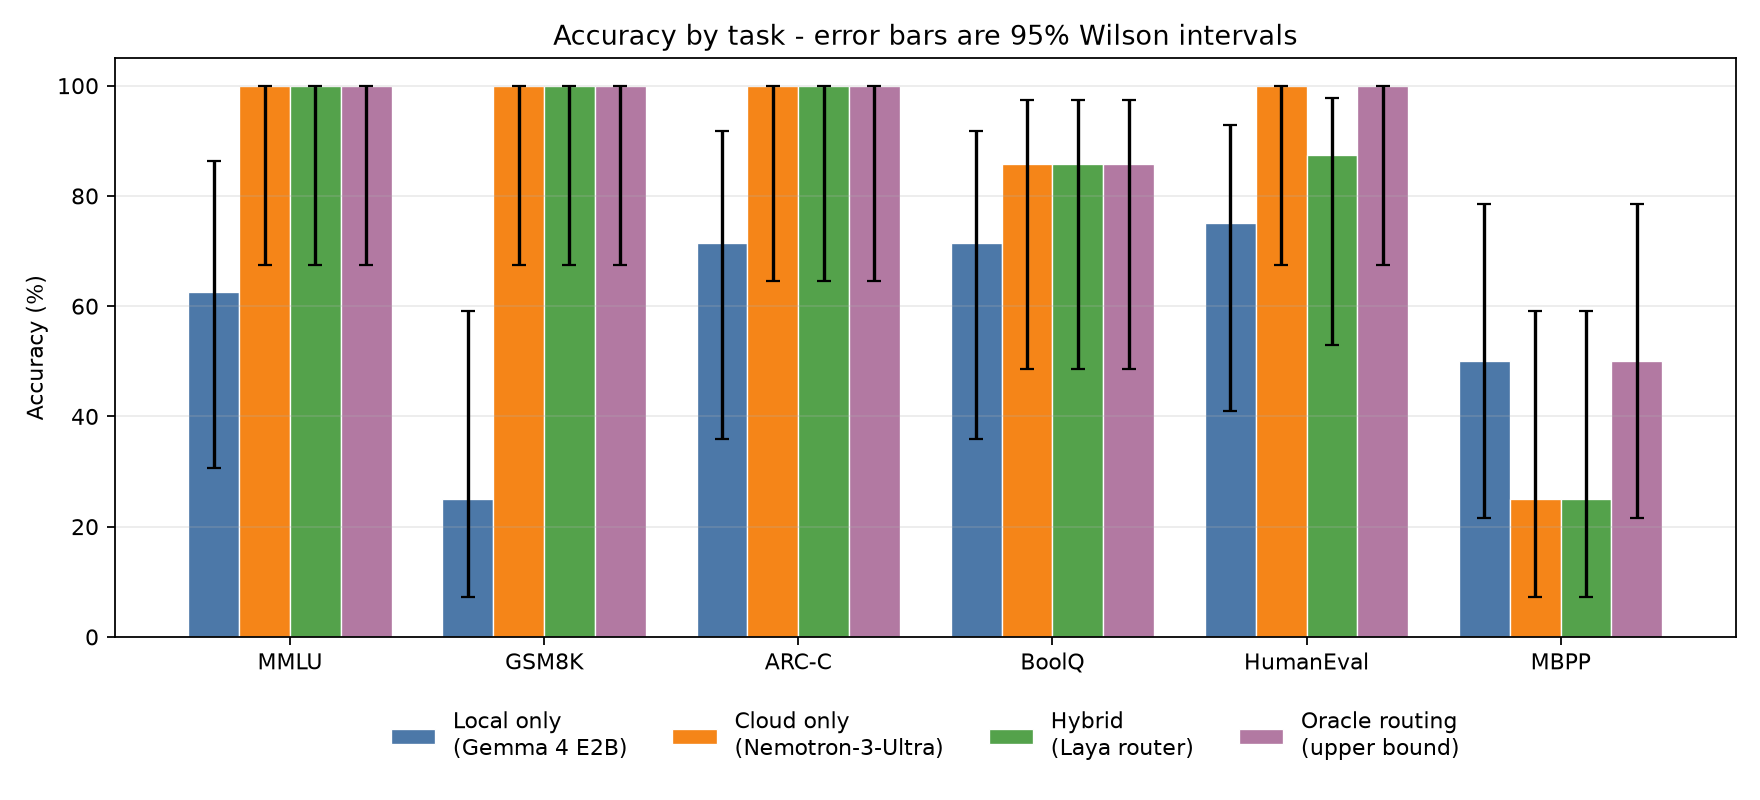 Accuracy by task - error bars are 95% Wilson intervals
Accuracy (%)
100
80
60
40
20
0
MMLU
GSM8K
ARC-C
BoolQ
HumanEval
MBPP
Local only
(Gemma 4 E2B)
Cloud only
(Nemotron-3-Ultra)
Hybrid
(Laya router)
Oracle routing
(upper bound)